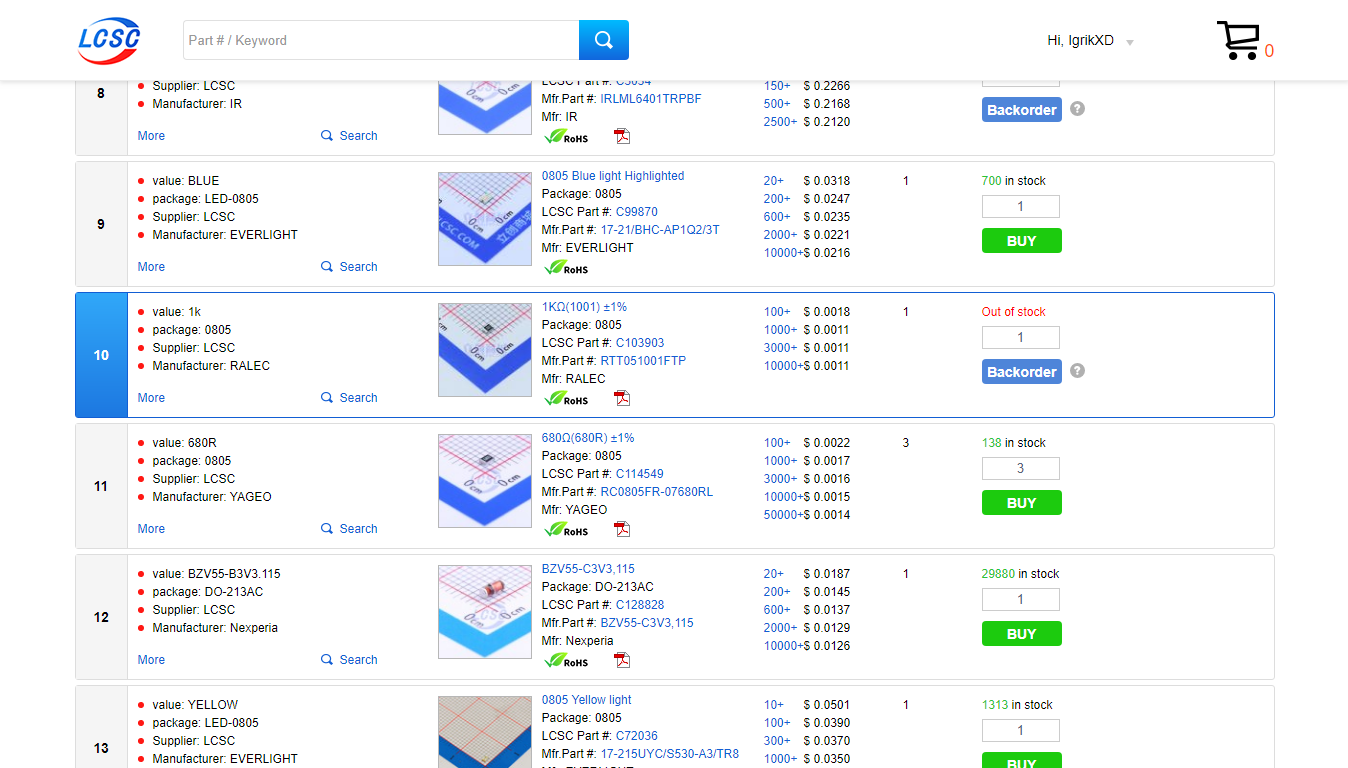 LCSC
Part # / Keyword
Hi, IgrikXD
0
8
Supplier: LCSC
Manufacturer: IR
More
Search
Mfr.Part #: IRLML6401TRPBF
Mfr: IR
RoHS
150+ $ 0.2266
500+ $ 0.2168
2500+ $ 0.2120
Backorder
?
9
value: BLUE
package: LED-0805
Supplier: LCSC
Manufacturer: EVERLIGHT
More
Search
0805 Blue light Highlighted
Package: 0805
LCSC Part #: C99870
Mfr.Part #: 17-21/BHC-AP1Q2/3T
Mfr: EVERLIGHT
RoHS
20+ $ 0.0318
200+ $ 0.0247
600+ $ 0.0235
2000+ $ 0.0221
10000+$ 0.0216
1
700 in stock
1
BUY
10
value: 1k
package: 0805
Supplier: LCSC
Manufacturer: RALEC
More
Search
1KΩ(1001) ±1%
Package: 0805
LCSC Part #: C103903
Mfr.Part #: RTT051001FTP
Mfr: RALEC
RoHS
100+ $ 0.0018
1000+ $ 0.0011
3000+ $ 0.0011
10000+$ 0.0011
1
Out of stock
1
Backorder
?
11
value: 680R
package: 0805
Supplier: LCSC
Manufacturer: YAGEO
More
Search
680Ω(680R) ±1%
Package: 0805
LCSC Part #: C114549
Mfr.Part #: RC0805FR-07680RL
Mfr: YAGEO
RoHS
100+ $ 0.0022
1000+ $ 0.0017
3000+ $ 0.0016
10000+$ 0.0015
50000+$ 0.0014
3
138 in stock
3
BUY
12
value: BZV55-B3V3.115
package: DO-213AC
Supplier: LCSC
Manufacturer: Nexperia
More
Search
BZV55-C3V3,115
Package: DO-213AC
LCSC Part #: C128828
Mfr.Part #: BZV55-C3V3,115
Mfr: Nexperia
RoHS
20+ $ 0.0187
200+ $ 0.0145
600+ $ 0.0137
2000+ $ 0.0129
10000+$ 0.0126
1
29880 in stock
1
BUY
13
value: YELLOW
package: LED-0805
Supplier: LCSC
Manufacturer: EVERLIGHT
0805 Yellow light
Package: 0805
LCSC Part #: C72036
Mfr.Part #: 17-215UYC/S530-A3/TR8
10+ $ 0.0501
100+ $ 0.0390
300+ $ 0.0370
1000+ $ 0.0350
1
1313 in stock
1
BUY